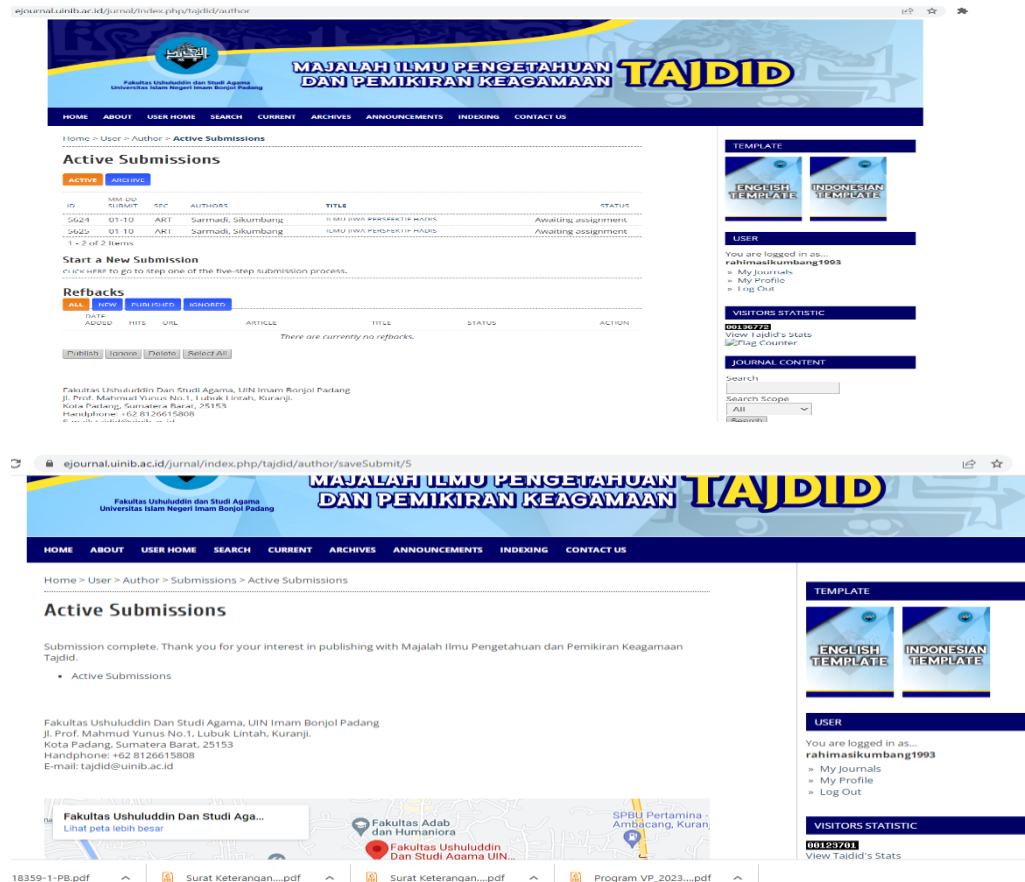 ejournal.uinib.ac.id/jurnal/index.php/tajdid/author
Fakultas Ushuluddin dan Studi Agama
Universitas Islam Negeri Imam Bonjol Padang
MAJALAH ILMU PENGETAHUAN
DAN PEMIKIRAN KEAGAMAAN
TAJDID
HOME ABOUT USER HOME SEARCH CURRENT ARCHIVES ANNOUNCEMENTS INDEXING CONTACT US
Home > User > Author > Active Submissions
Active Submissions
ACTIVE ARCHIVE
ID MM-DD SUBMIT SEC AUTHORS TITLE STATUS
5624 01-10 ART Sarmadi, Sikumbang ILMU JIWA PERSFEKTIF HADIS Awaiting assignment
5625 01-10 ART Sarmadi, Sikumbang ILMU JIWA PERSFEKTIF HADIS Awaiting assignment
1 - 2 of 2 Items
Start a New Submission
CLICK HERE to go to step one of the five-step submission process.
Refbacks
ALL NEW PUBLISHED IGNORED
DATE ADDED HITS URL ARTICLE TITLE STATUS ACTION
There are currently no refbacks.
Publish Ignore Delete Select All
Fakultas Ushuluddin Dan Studi Agama, UIN Imam Bonjol Padang
Jl. Prof. Mahmud Yunus No.1, Lubuk Lintah, Kuranji.
Kota Padang, Sumatera Barat, 25153
Handphone: +62 8126615808
E-mail: tajdid@uinib.ac.id
TEMPLATE
ENGLISH TEMPLATE
INDONESIAN TEMPLATE
USER
You are logged in as...
rahimasikumbang1993
» My Journals
» My Profile
» Log Out
VISITORS STATISTIC
00136772
View Tajdid's Stats
Flag Counter
JOURNAL CONTENT
Search
Search Scope
All
Search
ejournal.uinib.ac.id/jurnal/index.php/tajdid/author/saveSubmit/5
Fakultas Ushuluddin dan Studi Agama
Universitas Islam Negeri Imam Bonjol Padang
MAJALAH ILMU PENGETAHUAN
DAN PEMIKIRAN KEAGAMAAN
TAJDID
HOME ABOUT USER HOME SEARCH CURRENT ARCHIVES ANNOUNCEMENTS INDEXING CONTACT US
Home > User > Author > Submissions > Active Submissions
Active Submissions
Submission complete. Thank you for your interest in publishing with Majalah Ilmu Pengetahuan dan Pemikiran Keagamaan
Tajdid.
• Active Submissions
Fakultas Ushuluddin Dan Studi Agama, UIN Imam Bonjol Padang
Jl. Prof. Mahmud Yunus No.1, Lubuk Lintah, Kuranji.
Kota Padang, Sumatera Barat, 25153
Handphone: +62 8126615808
E-mail: tajdid@uinib.ac.id
Fakultas Ushuluddin Dan Studi Aga...
Lihat peta lebih besar
Fakultas Adab
dan Humaniora
Fakultas Ushuluddin
Dan Studi Agama UIN...
SPBU Pertamina -
Ambacang, Kuran
TEMPLATE
ENGLISH TEMPLATE
INDONESIAN TEMPLATE
USER
You are logged in as...
rahimasikumbang1993
» My Journals
» My Profile
» Log Out
VISITORS STATISTIC
00123701
View Tajdid's Stats
18359-1-PB.pdf
Surat Keterangan....pdf
Surat Keterangan....pdf
Program VP_2023....pdf